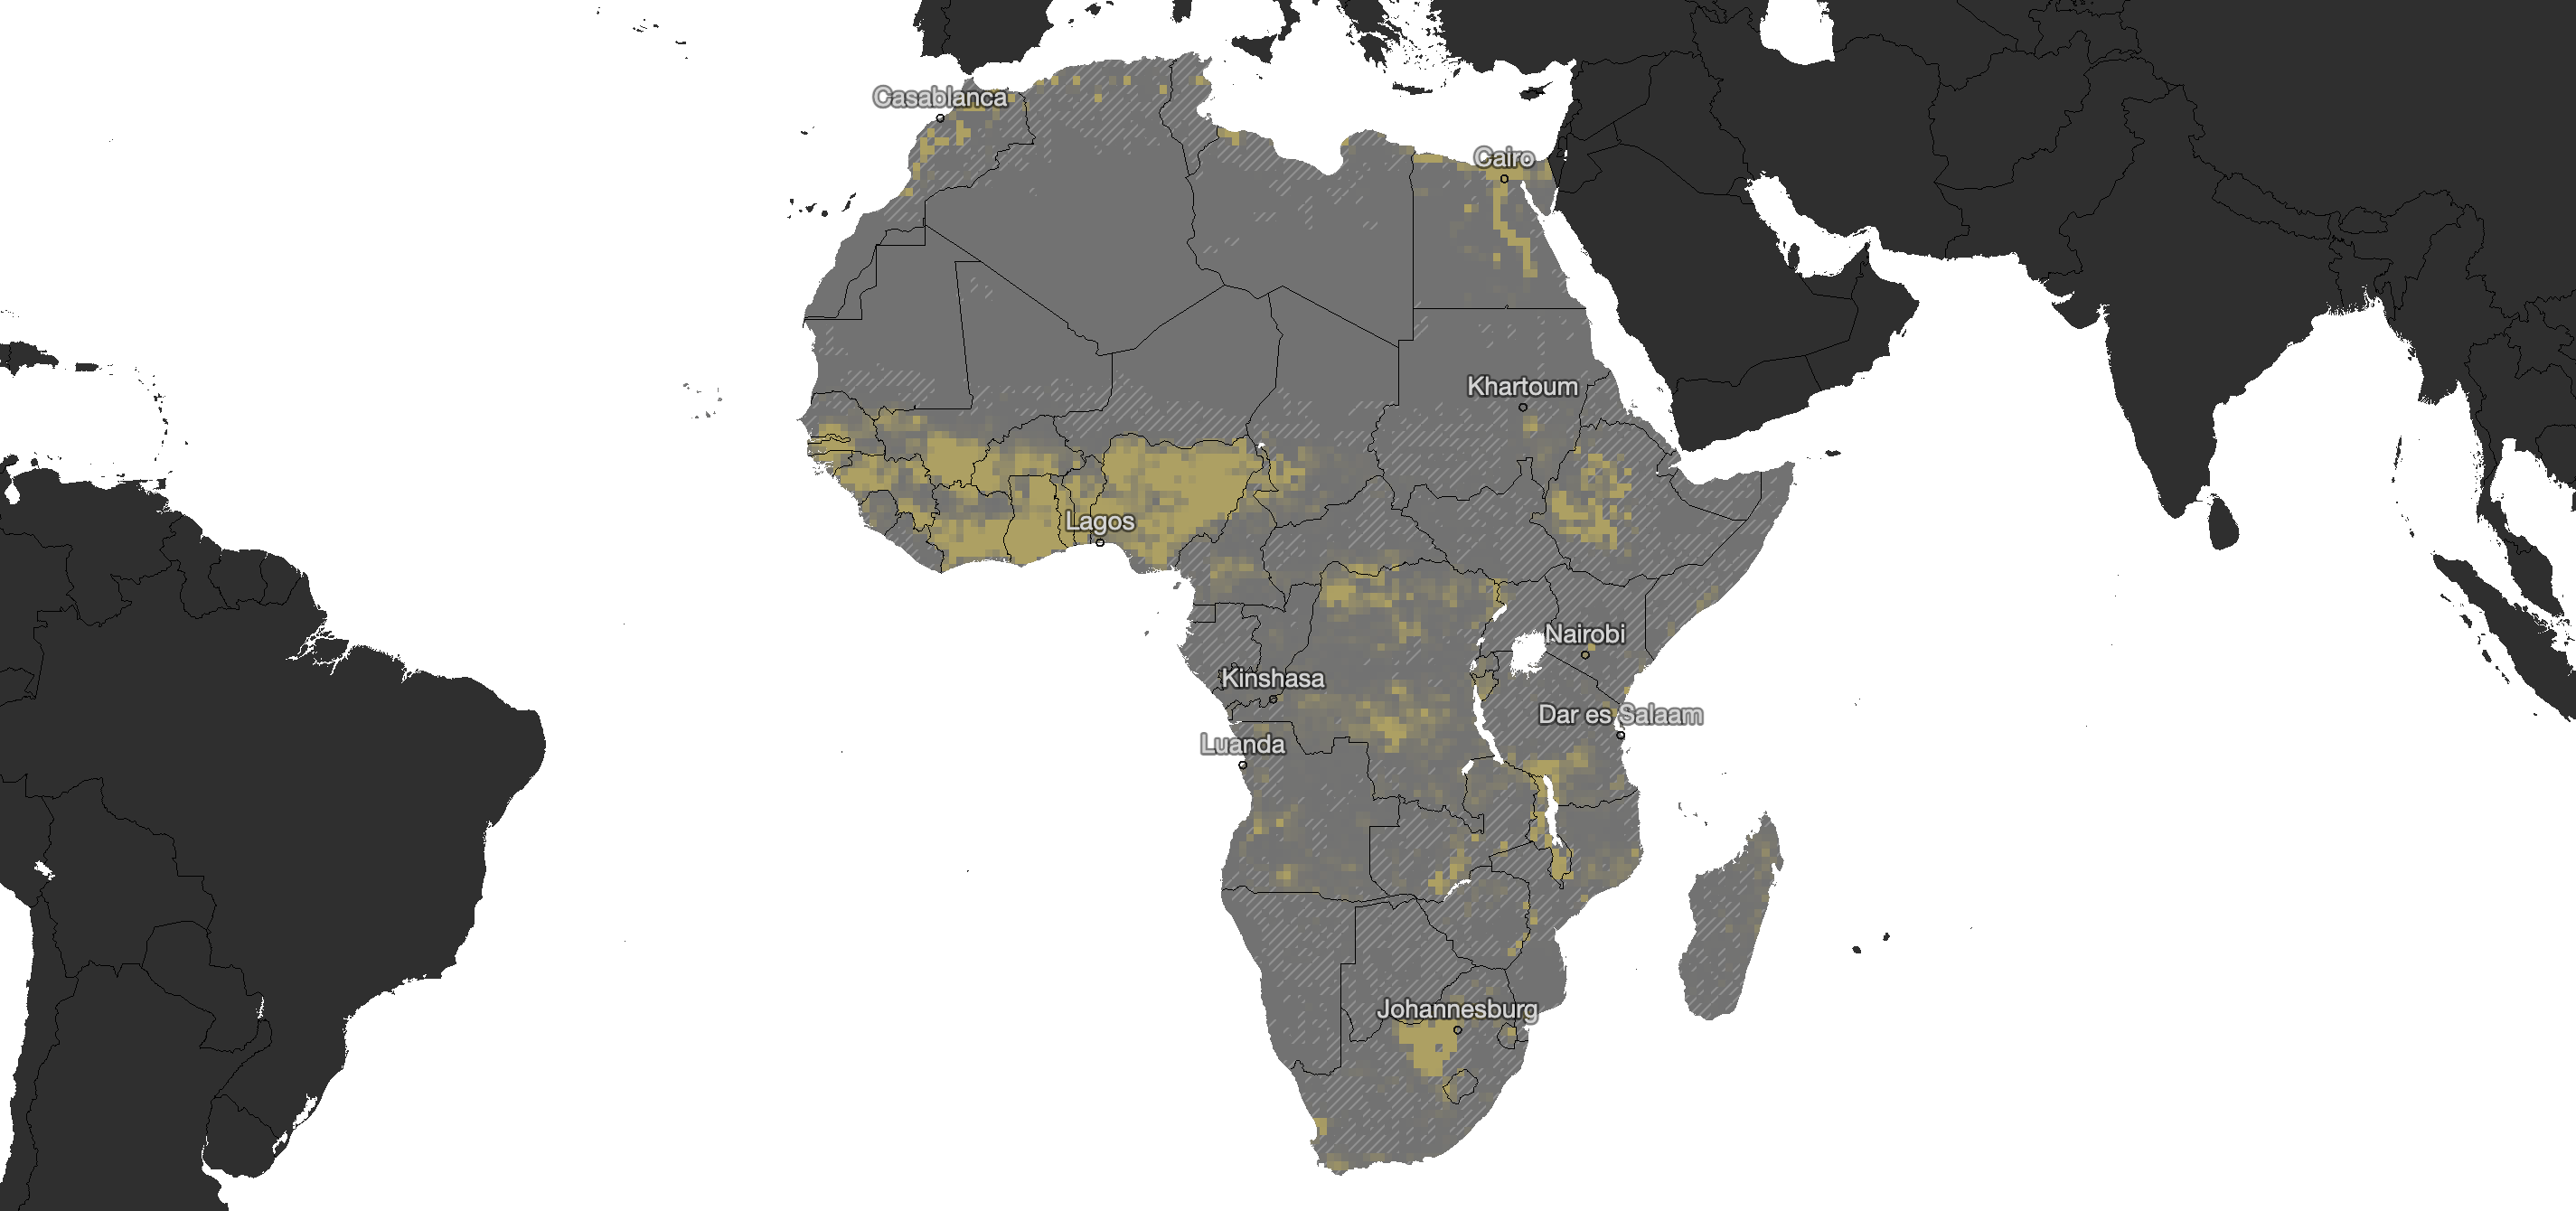 Casablanca
Cairo
Khartoum
Lagos
Nairobi
Kinshasa
Dar es Salaam
Luanda
Johannesburg